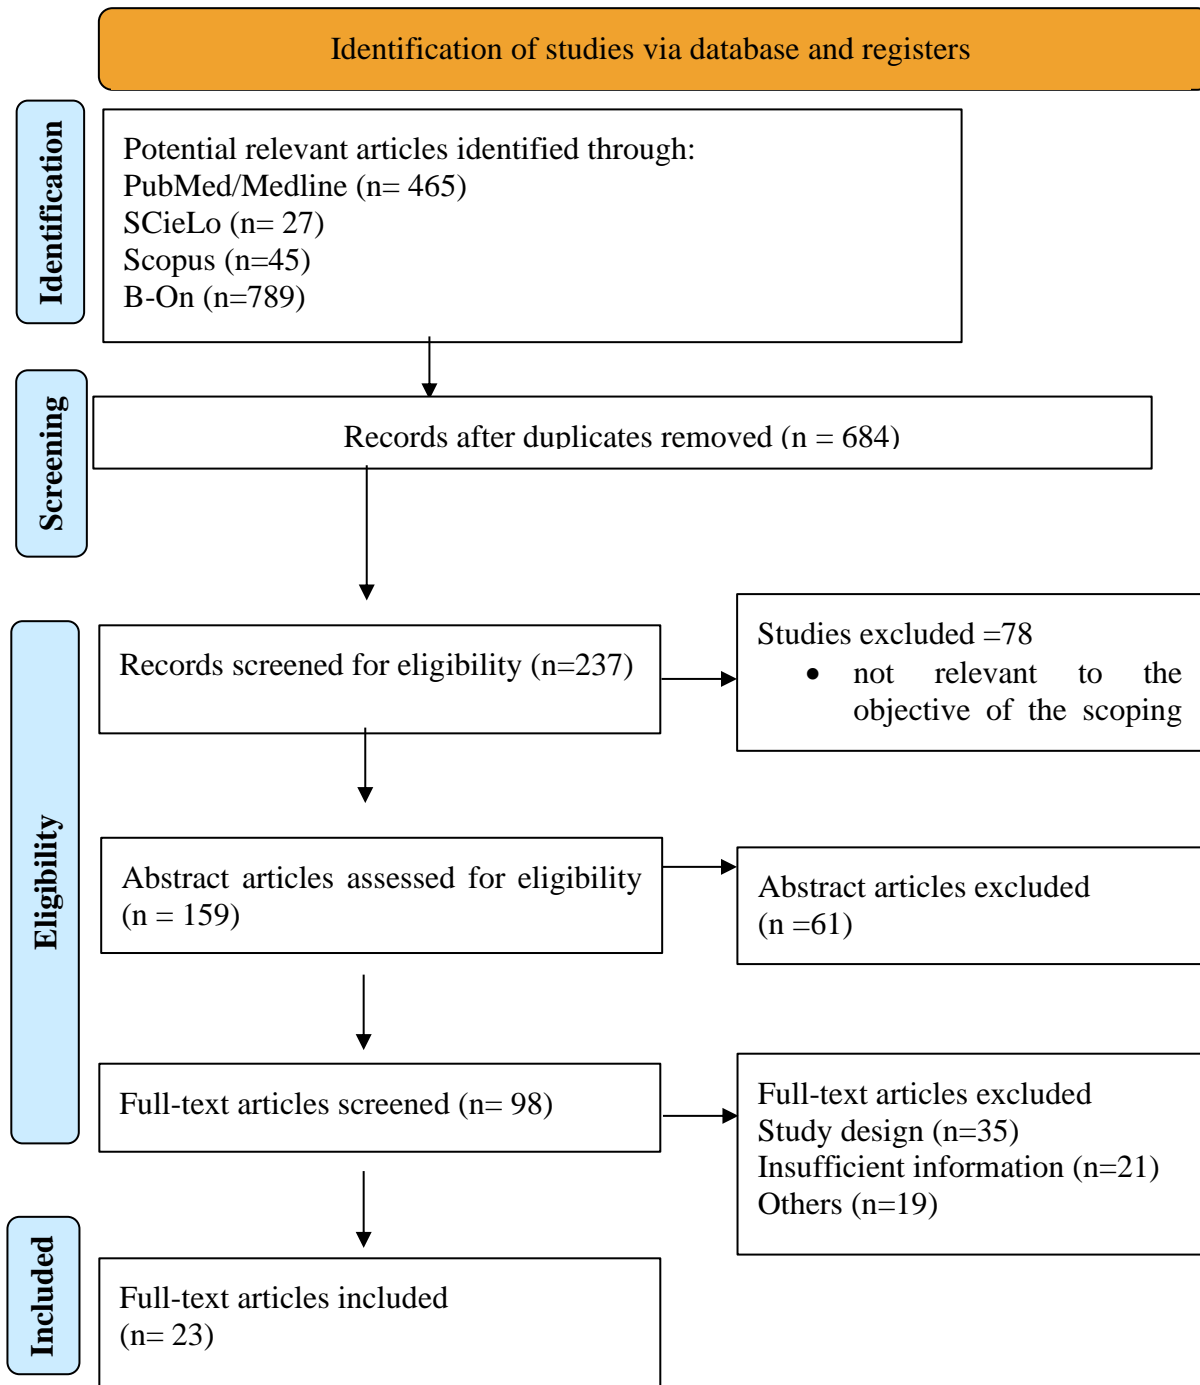 Identification of studies via database and registers
Identification
Potential relevant articles identified through:
PubMed/Medline (n= 465)
SCieLo (n= 27)
Scopus (n=45)
B-On (n=789)
Screening
Records after duplicates removed (n = 684)
Eligibility
Records screened for eligibility (n=237)
Studies excluded =78
• not relevant to the
objective of the scoping
Abstract articles assessed for eligibility
(n = 159)
Abstract articles excluded
(n =61)
Full-text articles screened (n= 98)
Full-text articles excluded
Study design (n=35)
Insufficient information (n=21)
Others (n=19)
Included
Full-text articles included
(n= 23)